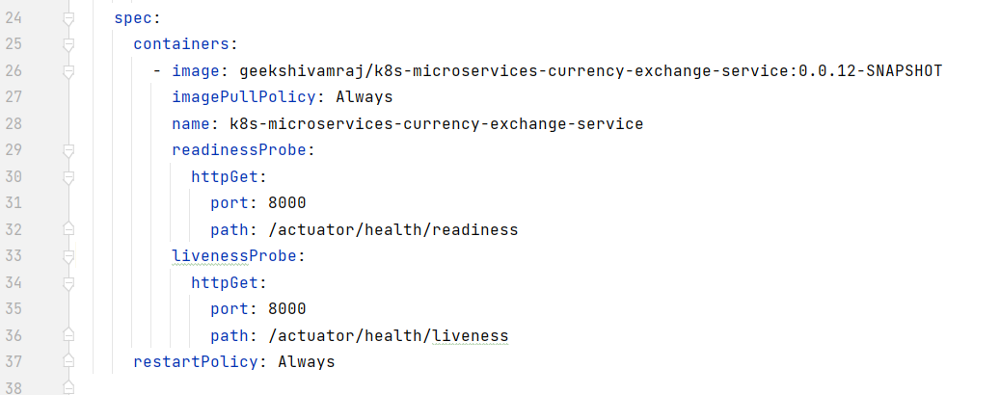 24 spec:
25 containers:
26 - image: geekshivamraj/k8s-microservices-currency-exchange-service:0.0.12-SNAPSHOT
27 imagePullPolicy: Always
28 name: k8s-microservices-currency-exchange-service
29 readinessProbe:
30 httpGet:
31 port: 8000
32 path: /actuator/health/readiness
33 livenessProbe:
34 httpGet:
35 port: 8000
36 path: /actuator/health/liveness
37 restartPolicy: Always
38